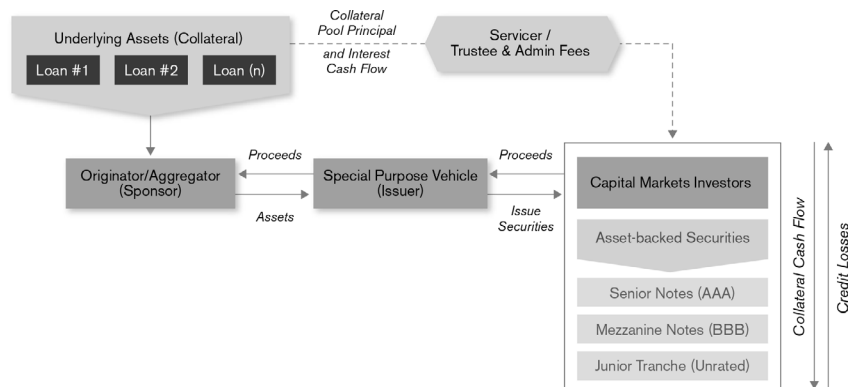 Underlying Assets (Collateral)
Loan #1
Loan #2
Loan (n)
Collateral
Pool Principal
and Interest
Cash Flow
Servicer /
Trustee & Admin Fees
Originator/Aggregator
(Sponsor)
Proceeds
Assets
Special Purpose Vehicle
(Issuer)
Proceeds
Issue
Securities
Capital Markets Investors
Asset-backed Securities
Senior Notes (AAA)
Mezzanine Notes (BBB)
Junior Tranche (Unrated)
Collateral Cash Flow
Credit Losses